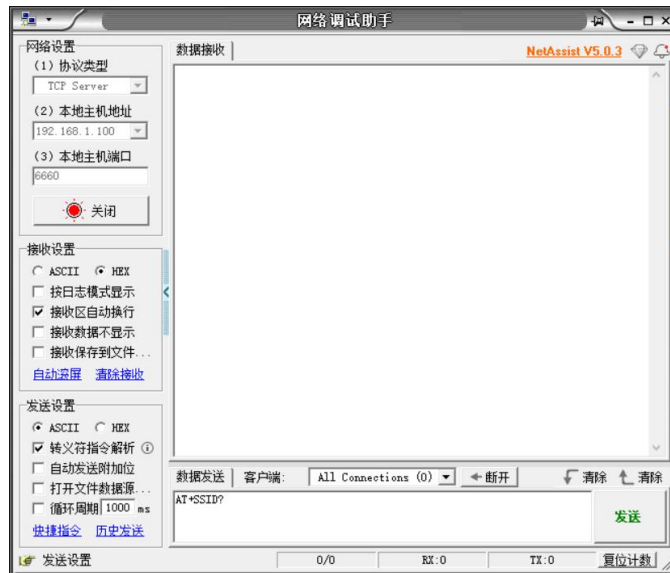 网络调试助手
网络设置
(1) 协议类型
TCP Server
(2) 本地主机地址
192.168.1.100
(3) 本地主机端口
6660
关闭
接收设置
ASCII HEX
按日志模式显示
接收区自动换行
接收数据不显示
接收保存到文件...
自动滚屏 清除接收
发送设置
ASCII HEX
转义符指令解析
自动发送附加位
打开文件数据源...
循环周期 1000 ms
快捷指令 历史发送
数据接收 NetAssist V5.0.3
数据发送 客户端: All Connections (0) 断开 清除 清除
AT+SSID?
发送
发送设置 0/0 RX:0 TX:0 复位计数